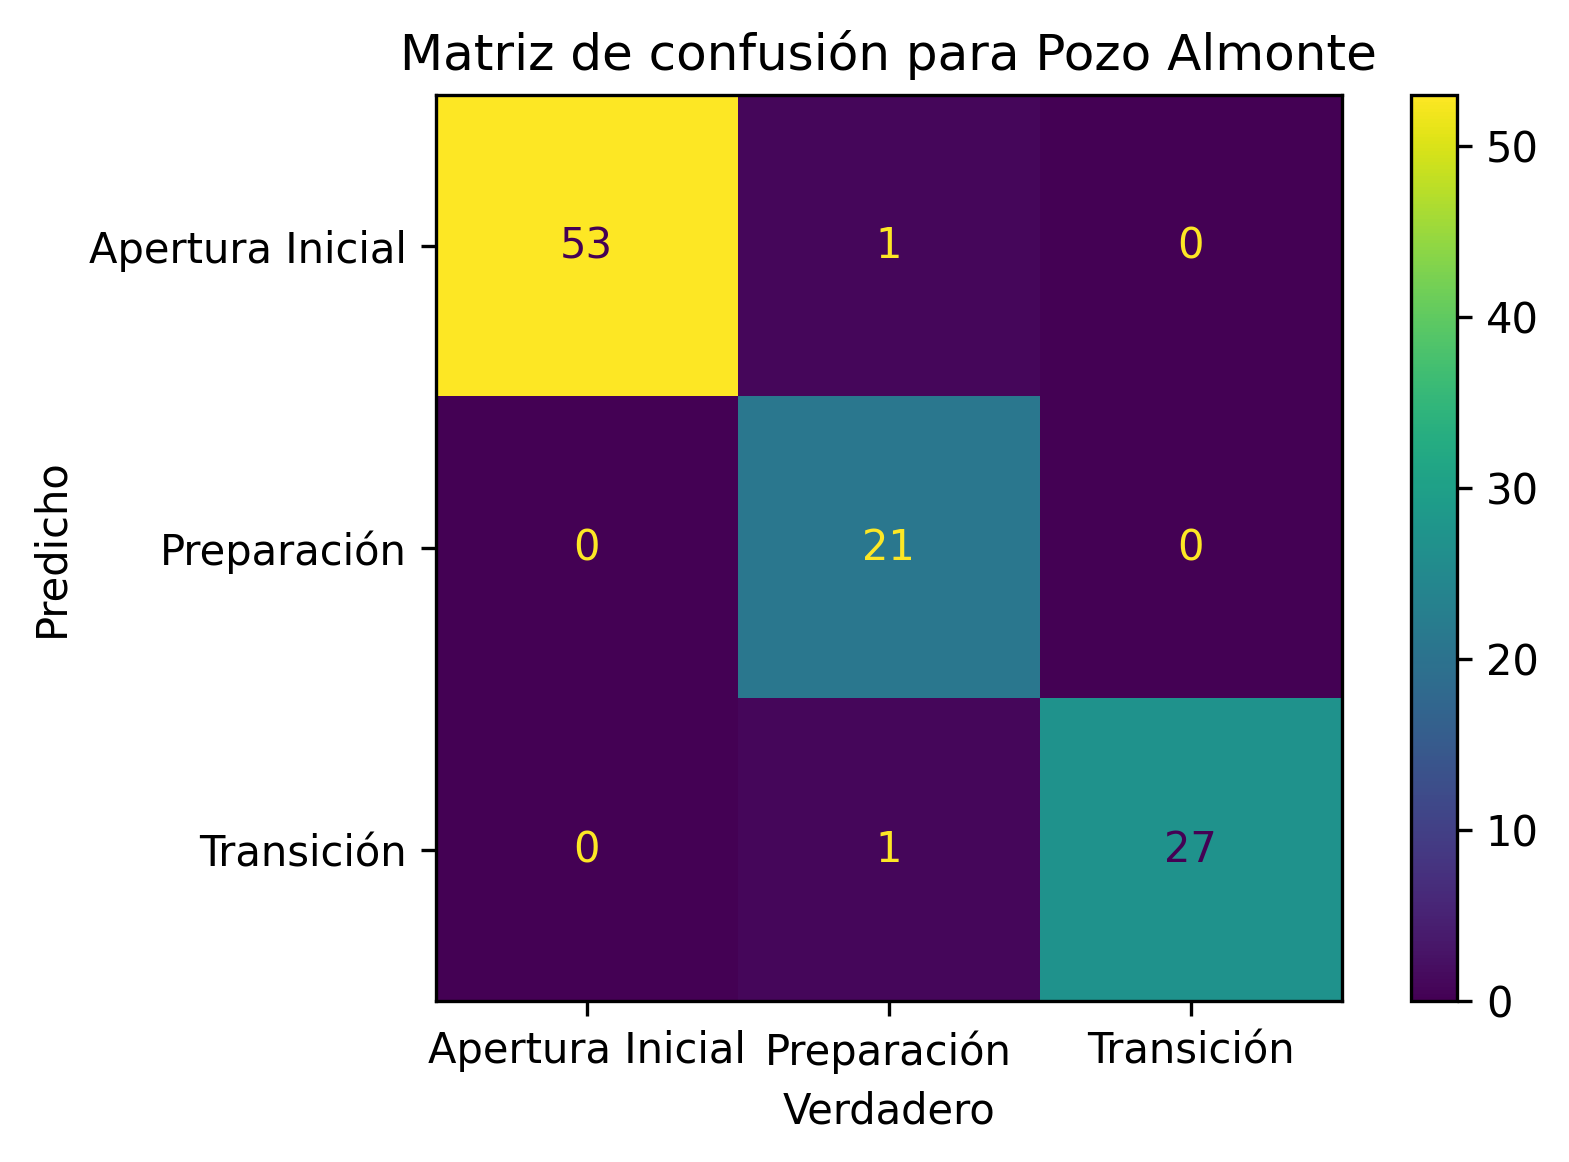 Matriz de confusión para Pozo Almonte
Predicho
Apertura Inicial
53 1 0
Preparación
0 21 0
Transición
0 1 27
Apertura Inicial Preparación Transición
Verdadero
50
40
30
20
10
0